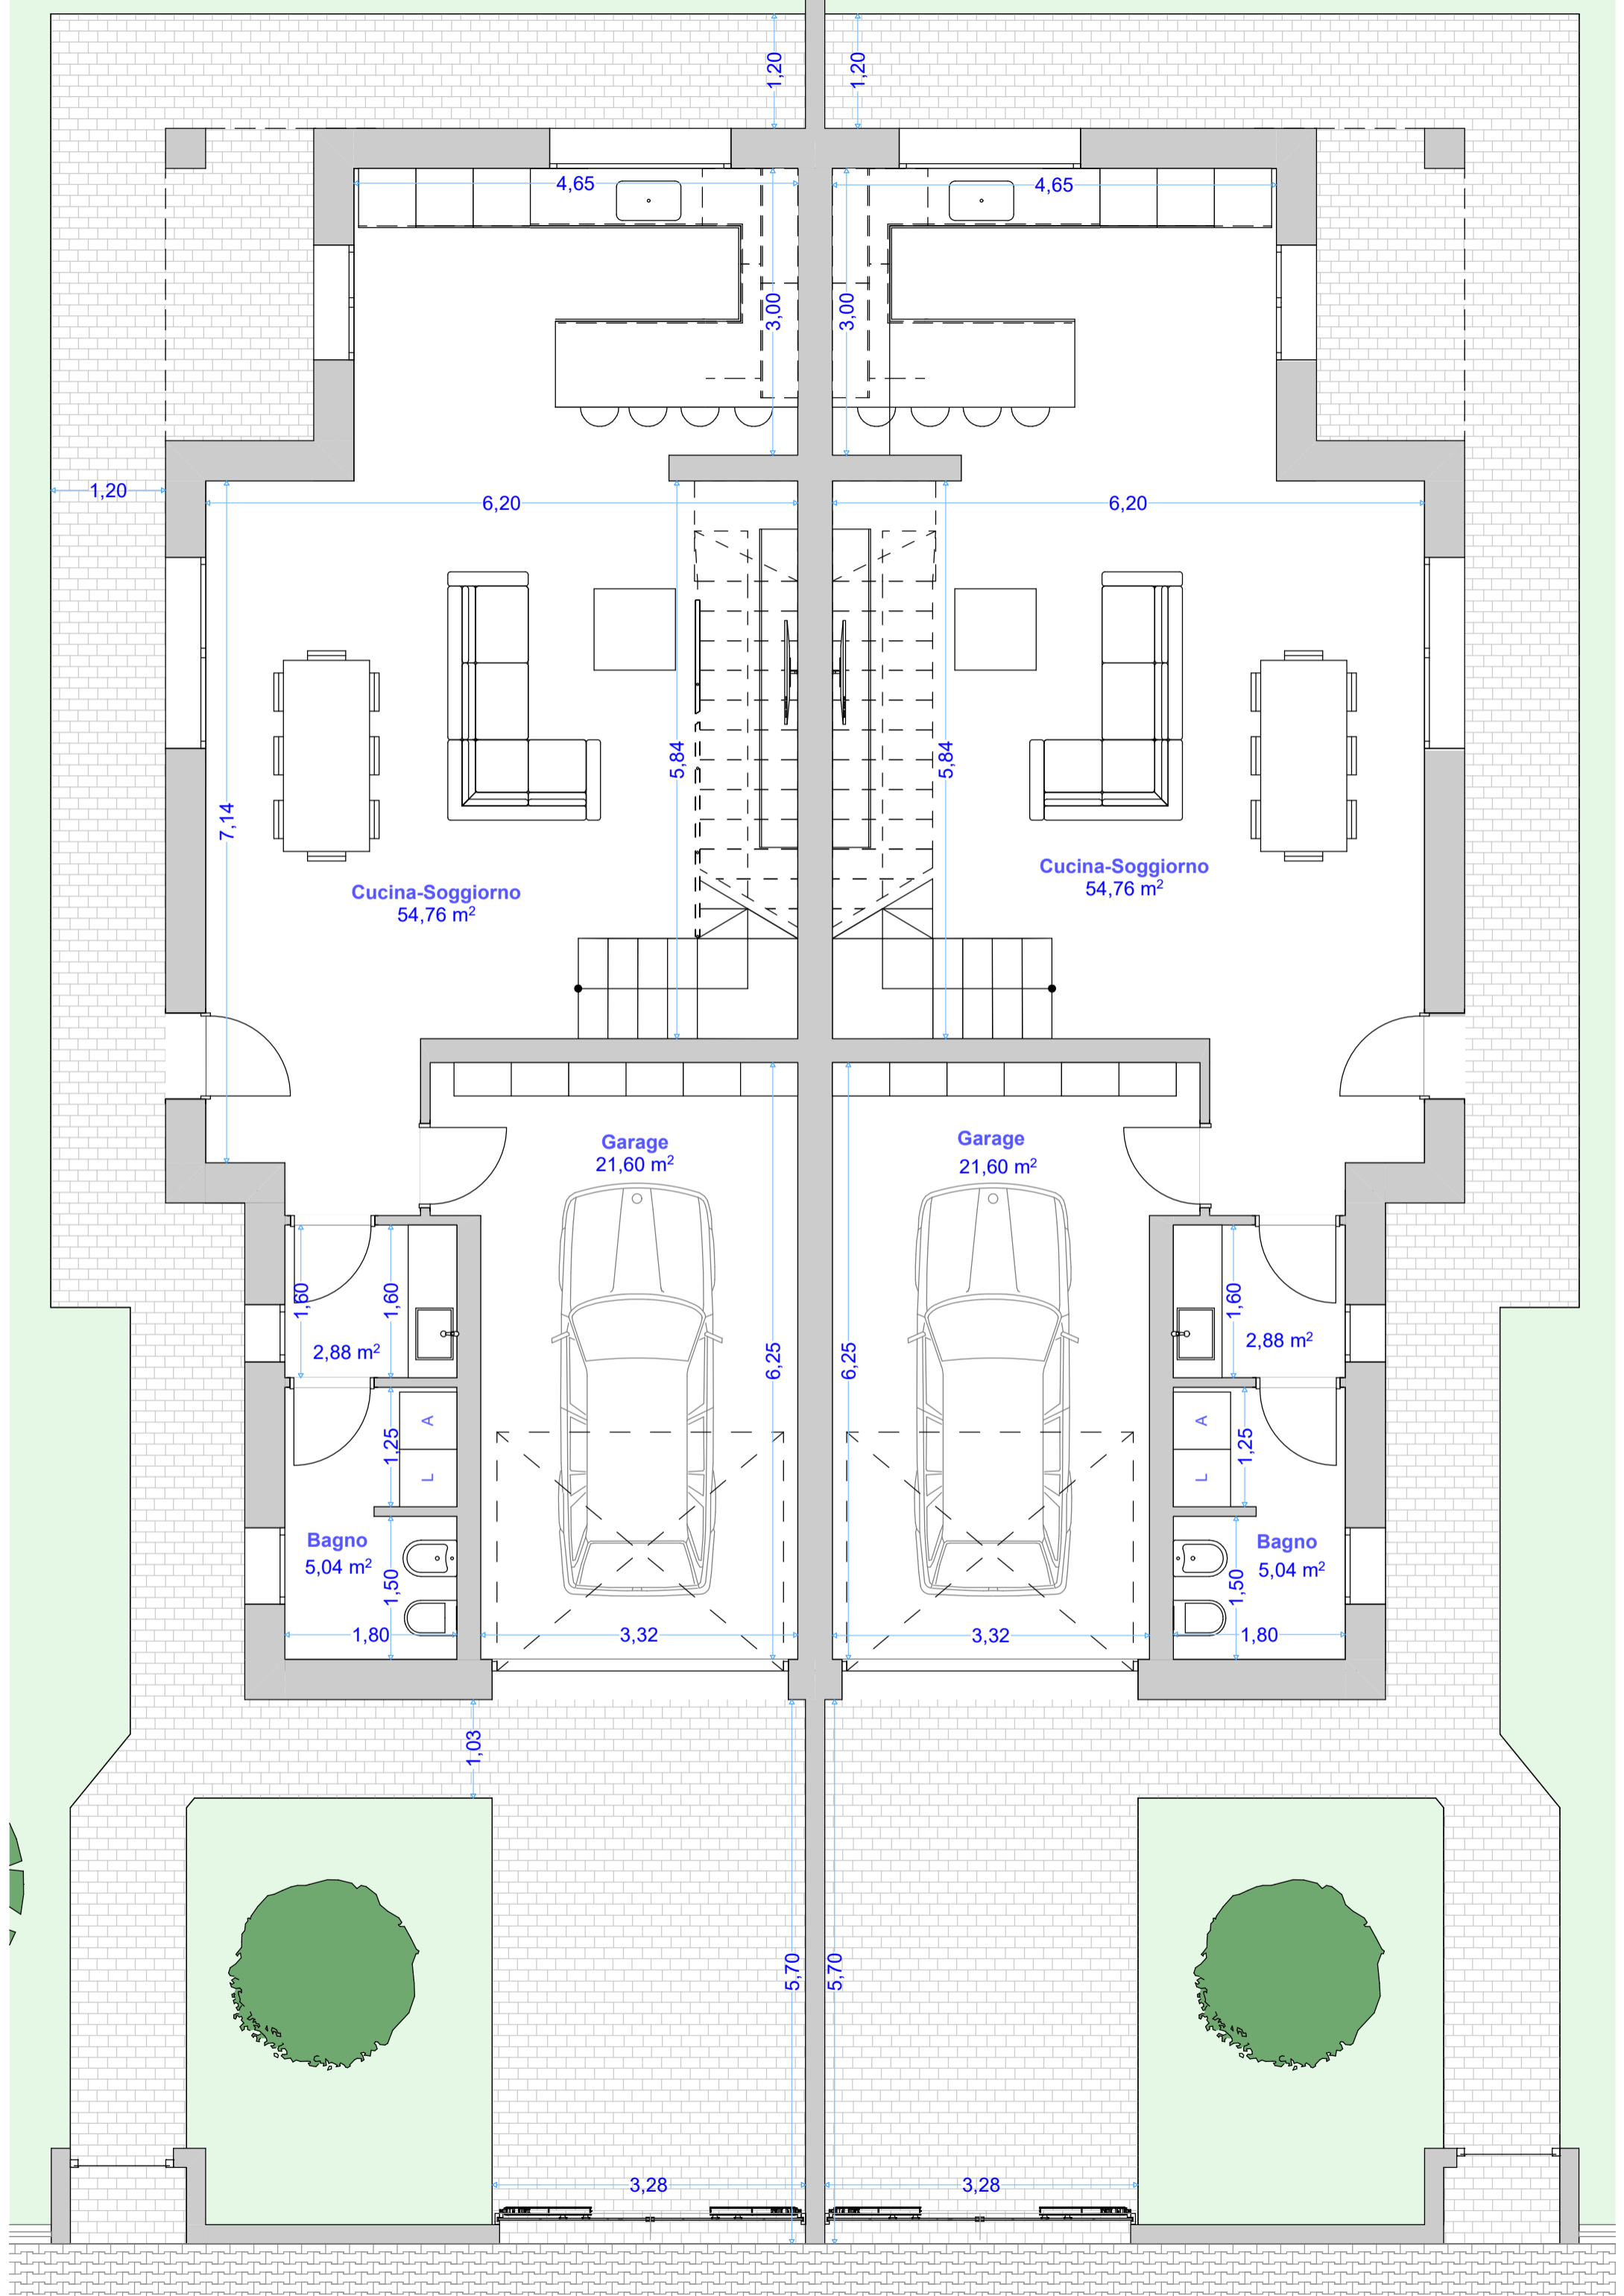 1,20 1,20
4,65 4,65
3,00 3,00
1,20 6,20 6,20
5,84 5,84
7,14
Cucina-Soggiorno
54,76 m²
Cucina-Soggiorno
54,76 m²
Garage
21,60 m²
Garage
21,60 m²
1,60 1,60 1,60
2,88 m² 2,88 m²
6,25 6,25
A A
1,25 1,25
L L
Bagno
5,04 m²
Bagno
5,04 m²
1,50 1,50
1,80 3,32 3,32 1,80
1,03
5,70 5,70
3,28 3,28